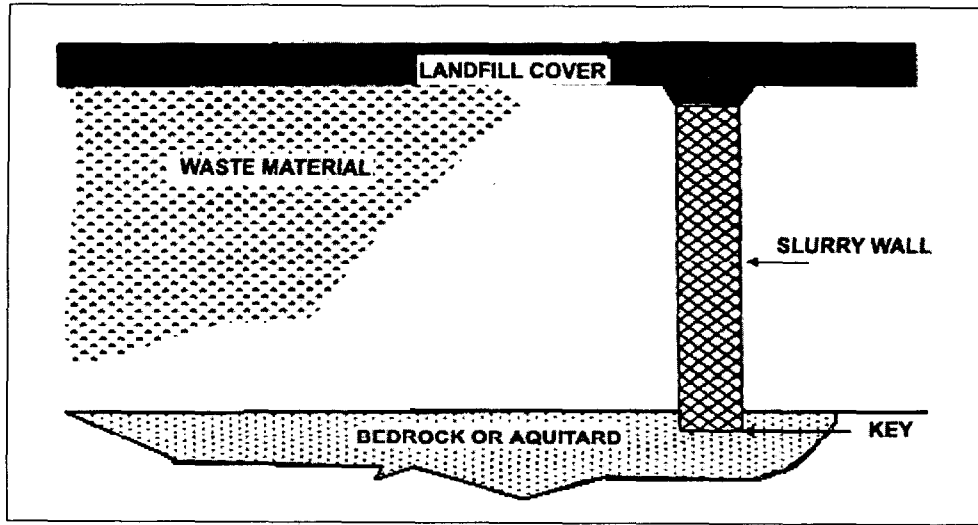 LANDFILL COVER
WASTE MATERIAL
SLURRY WALL
BEDROCK OR AQUITARD
KEY